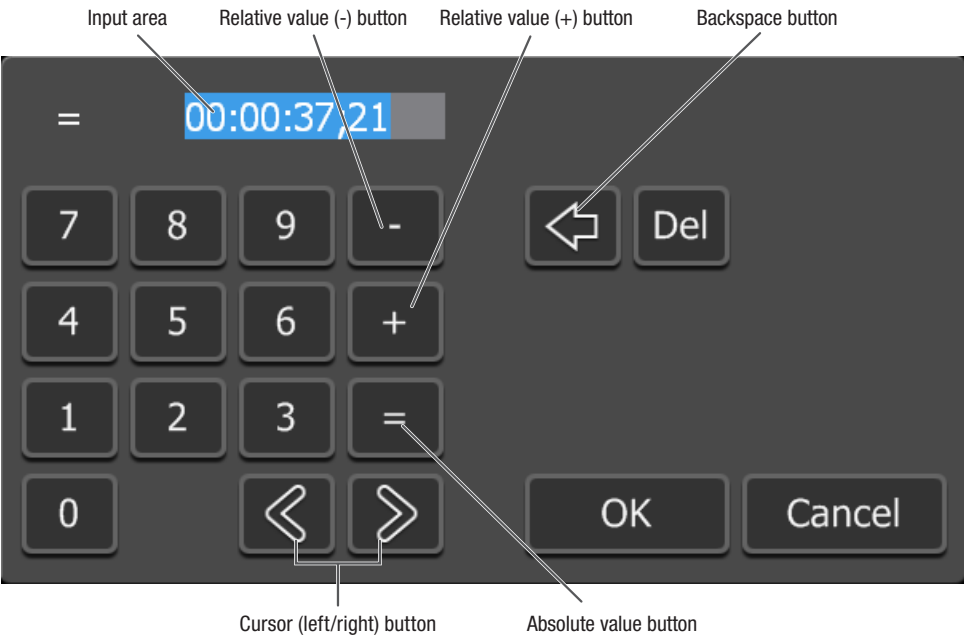 Input area Relative value (-) button Relative value (+) button Backspace button
= 00:00:37;21
7 8 9 - Del
4 5 6 +
1 2 3 =
0 OK Cancel
Cursor (left/right) button Absolute value button